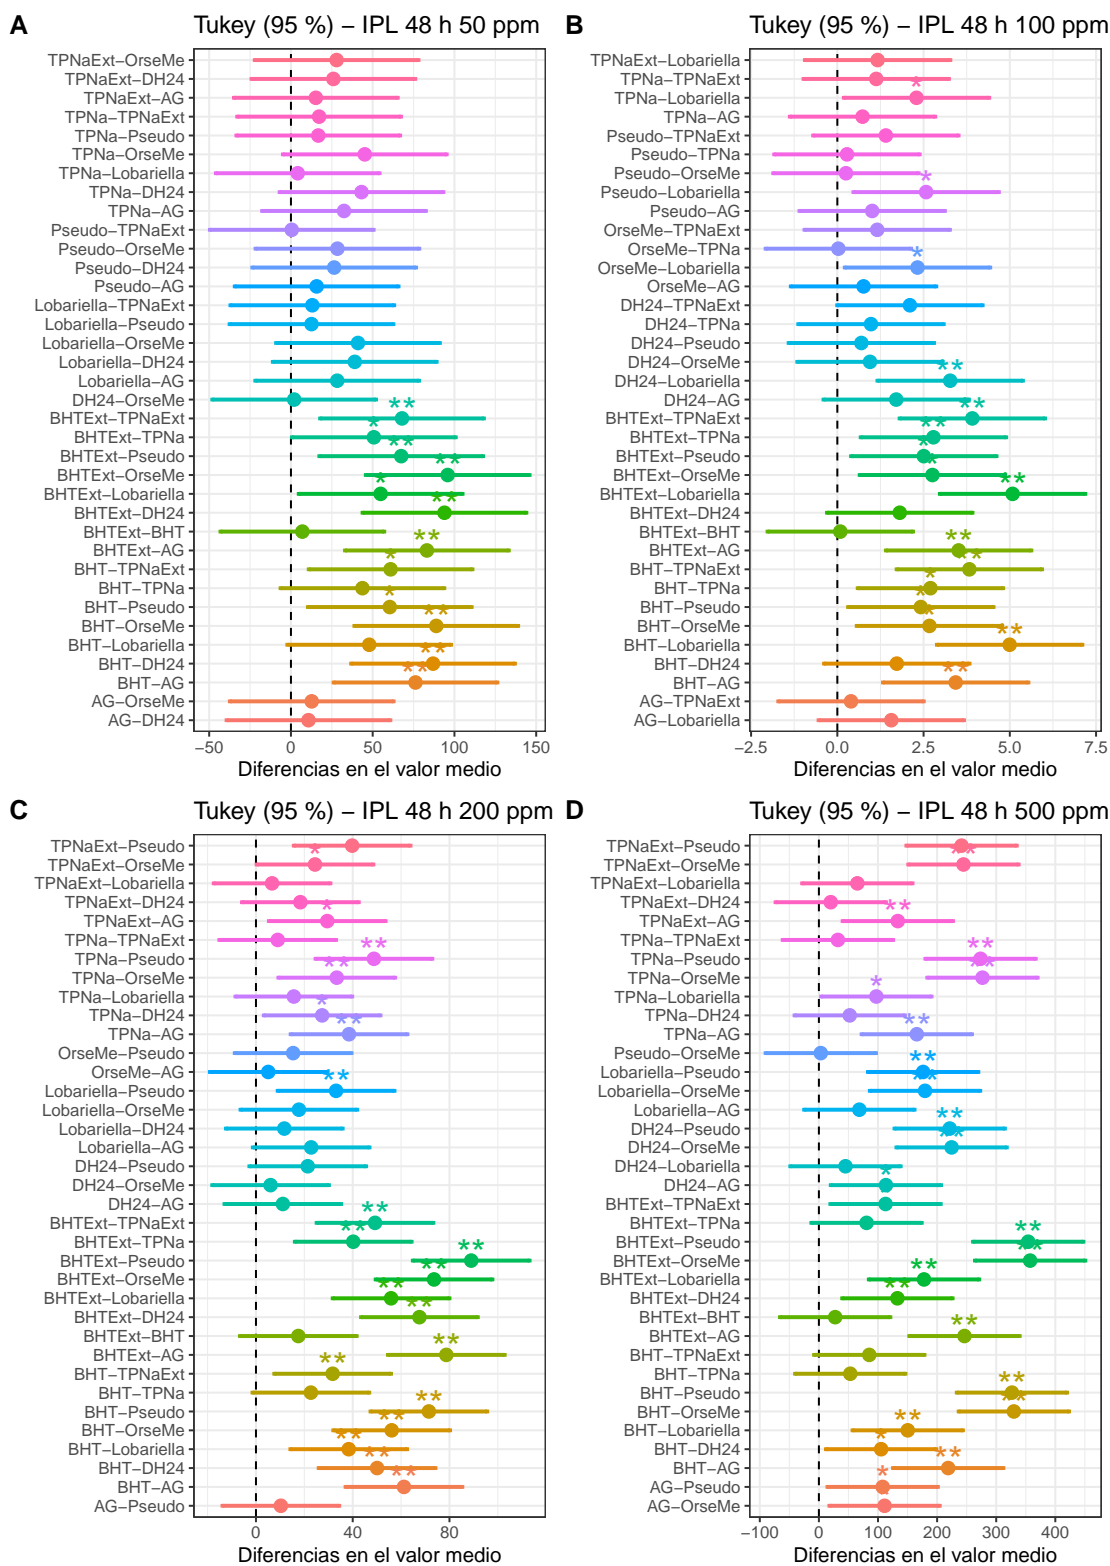 A
Tukey (95 %) – IPL 48 h 50 ppm
TPNaExt–OrseMe
TPNaExt–DH24
TPNaExt–AG
TPNa–TPNaExt
TPNa–Pseudo
TPNa–OrseMe
TPNa–Lobariella
TPNa–DH24
TPNa–AG
Pseudo–TPNaExt
Pseudo–OrseMe
Pseudo–DH24
Pseudo–AG
Lobariella–TPNaExt
Lobariella–Pseudo
Lobariella–OrseMe
Lobariella–DH24
Lobariella–AG
DH24–OrseMe
**
BHTExt–TPNaExt
*
BHTExt–TPNa
**
BHTExt–Pseudo
**
BHTExt–OrseMe
*
BHTExt–Lobariella
**
BHTExt–DH24
BHTExt–BHT
**
BHTExt–AG
*
BHT–TPNaExt
BHT–TPNa
*
BHT–Pseudo
**
BHT–OrseMe
BHT–Lobariella
**
BHT–DH24
**
BHT–AG
AG–OrseMe
AG–DH24
−50 0 50 100 150
Diferencias en el valor medio
B
Tukey (95 %) – IPL 48 h 100 ppm
TPNaExt–Lobariella
TPNa–TPNaExt
*
TPNa–Lobariella
TPNa–AG
Pseudo–TPNaExt
Pseudo–TPNa
Pseudo–OrseMe
*
Pseudo–Lobariella
Pseudo–AG
OrseMe–TPNaExt
OrseMe–TPNa
*
OrseMe–Lobariella
OrseMe–AG
DH24–TPNaExt
DH24–TPNa
DH24–Pseudo
DH24–OrseMe
**
DH24–Lobariella
DH24–AG
**
BHTExt–TPNaExt
**
BHTExt–TPNa
*
BHTExt–Pseudo
*
BHTExt–OrseMe
**
BHTExt–Lobariella
BHTExt–DH24
BHTExt–BHT
**
BHTExt–AG
**
BHT–TPNaExt
*
BHT–TPNa
*
BHT–Pseudo
*
BHT–OrseMe
**
BHT–Lobariella
BHT–DH24
**
BHT–AG
AG–TPNaExt
AG–Lobariella
−2.5 0.0 2.5 5.0 7.5
Diferencias en el valor medio
C
Tukey (95 %) – IPL 48 h 200 ppm
TPNaExt–Pseudo
*
TPNaExt–OrseMe
TPNaExt–Lobariella
TPNaExt–DH24
*
TPNaExt–AG
TPNa–TPNaExt
**
TPNa–Pseudo
**
TPNa–OrseMe
TPNa–Lobariella
*
TPNa–DH24
**
TPNa–AG
OrseMe–Pseudo
OrseMe–AG
**
Lobariella–Pseudo
Lobariella–OrseMe
Lobariella–DH24
Lobariella–AG
DH24–Pseudo
DH24–OrseMe
DH24–AG
**
BHTExt–TPNaExt
**
BHTExt–TPNa
**
BHTExt–Pseudo
**
BHTExt–OrseMe
**
BHTExt–Lobariella
**
BHTExt–DH24
BHTExt–BHT
**
BHTExt–AG
**
BHT–TPNaExt
BHT–TPNa
**
BHT–Pseudo
**
BHT–OrseMe
**
BHT–Lobariella
**
BHT–DH24
**
BHT–AG
AG–Pseudo
0 40 80
Diferencias en el valor medio
D
Tukey (95 %) – IPL 48 h 500 ppm
TPNaExt–Pseudo
**
TPNaExt–OrseMe
TPNaExt–Lobariella
TPNaExt–DH24
**
TPNaExt–AG
TPNa–TPNaExt
**
TPNa–Pseudo
**
TPNa–OrseMe
*
TPNa–Lobariella
TPNa–DH24
**
TPNa–AG
Pseudo–OrseMe
**
Lobariella–Pseudo
**
Lobariella–OrseMe
Lobariella–AG
**
DH24–Pseudo
**
DH24–OrseMe
DH24–Lobariella
*
DH24–AG
*
BHTExt–TPNaExt
BHTExt–TPNa
**
BHTExt–Pseudo
**
BHTExt–OrseMe
**
BHTExt–Lobariella
**
BHTExt–DH24
BHTExt–BHT
**
BHTExt–AG
BHT–TPNaExt
BHT–TPNa
**
BHT–Pseudo
**
BHT–OrseMe
**
BHT–Lobariella
*
BHT–DH24
**
BHT–AG
*
AG–Pseudo
*
AG–OrseMe
−100 0 100 200 300 400
Diferencias en el valor medio